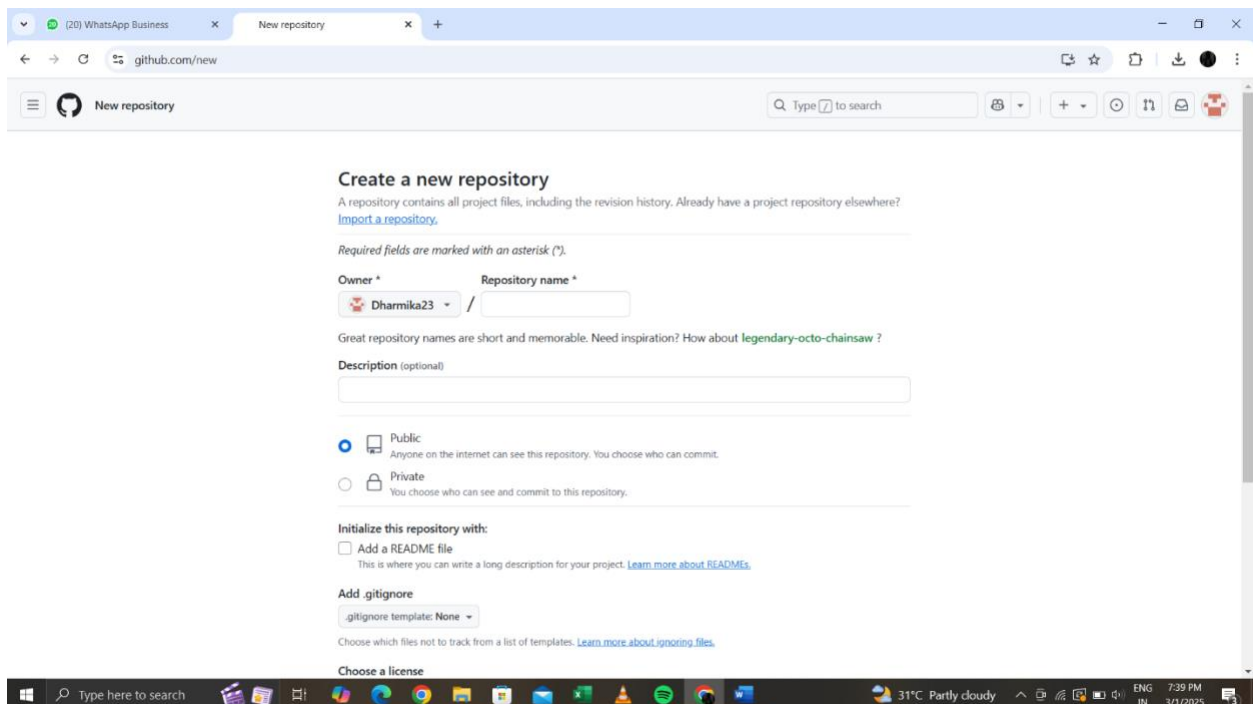 (20) WhatsApp Business
New repository
github.com/new
New repository
Type / to search
Create a new repository
A repository contains all project files, including the revision history. Already have a project repository elsewhere?
Import a repository.
Required fields are marked with an asterisk (*).
Owner * Repository name *
Dharmika23 /
Great repository names are short and memorable. Need inspiration? How about legendary-octo-chainsaw ?
Description (optional)
Public
Anyone on the internet can see this repository. You choose who can commit.
Private
You choose who can see and commit to this repository.
Initialize this repository with:
Add a README file
This is where you can write a long description for your project. Learn more about READMEs.
Add .gitignore
.gitignore template: None
Choose which files not to track from a list of templates. Learn more about ignoring files.
Choose a license
Type here to search
31°C Partly cloudy
ENG
IN
7:39 PM
3/1/2025